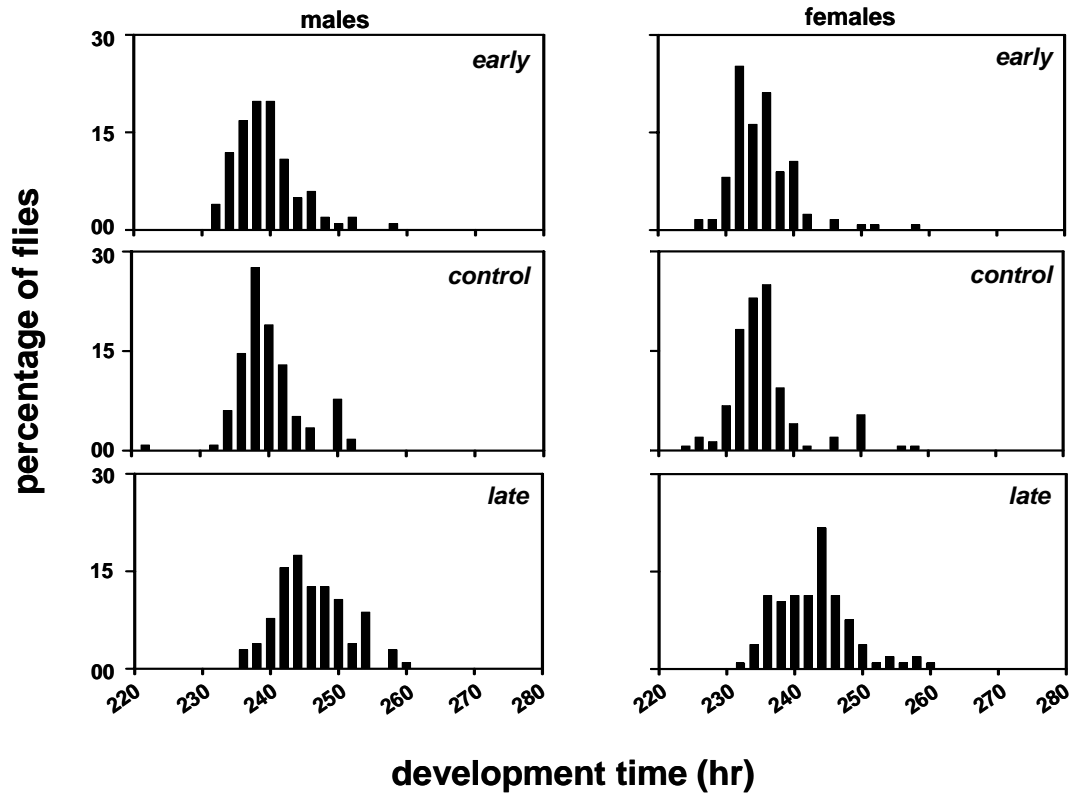 males
females
30
early
early
15
00
30
control
control
15
00
30
late
late
15
00
220 230 240 250 260 270 280
220 230 240 250 260 270 280
percentage of flies
development time (hr)